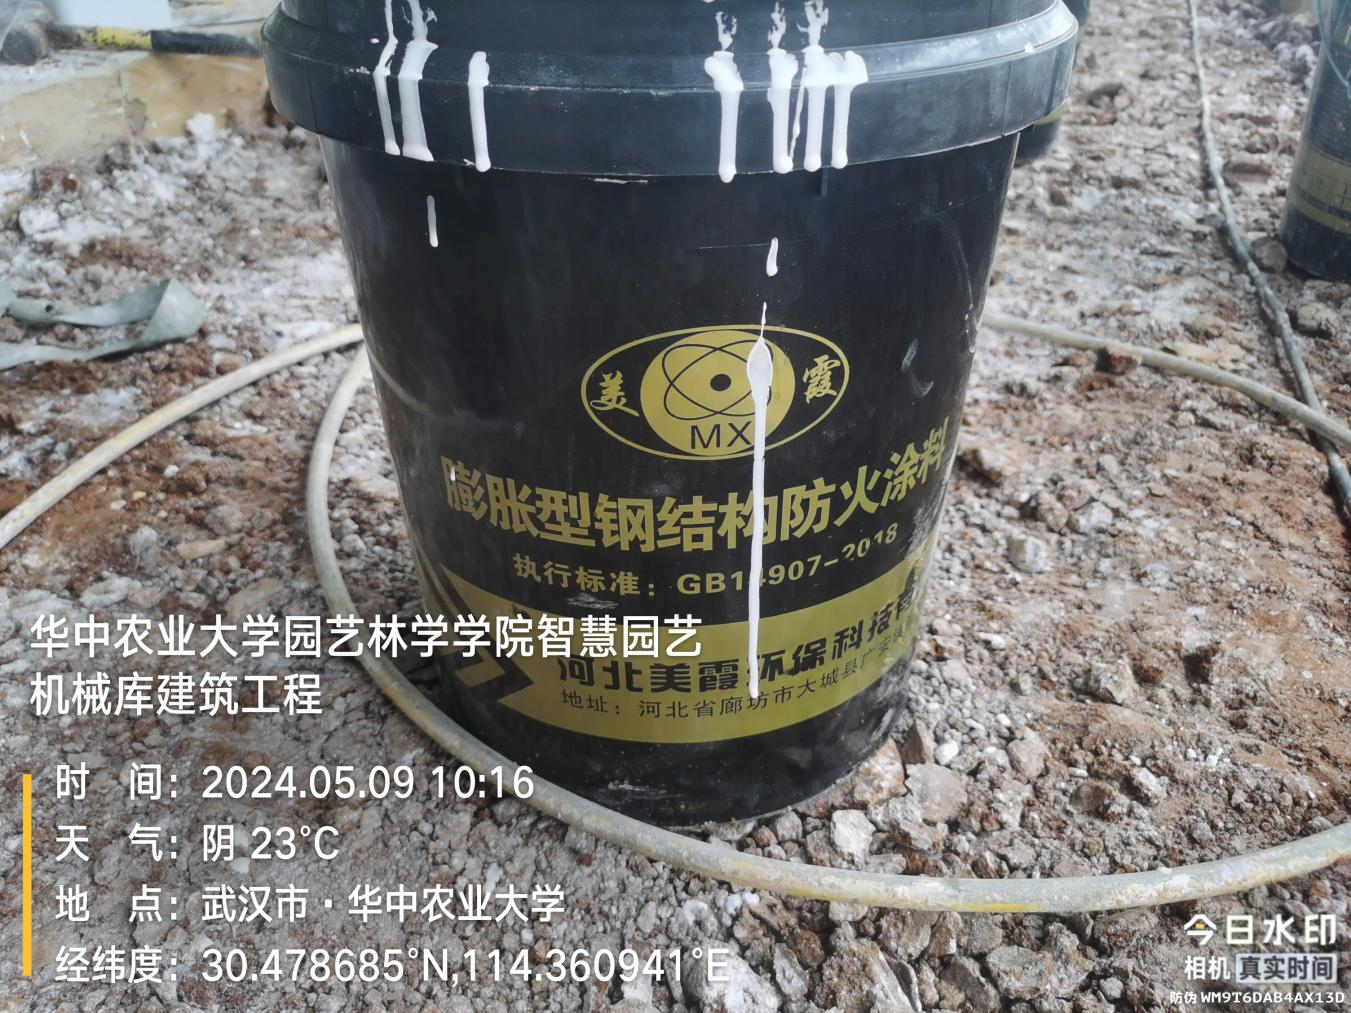 美 霞
MX
膨胀型钢结构防火涂料
执行标准：GB14907-2018
河北美霞环保科技
地址：河北省廊坊市大城县广安镇
华中农业大学园艺林学学院智慧园艺
机械库建筑工程
时 间：2024.05.09 10:16
天 气：阴 23℃
地 点：武汉市·华中农业大学
经纬度：30.478685°N,114.360941°E
今日水印
相机 真实时间
防伪 WM9T6DAB4AX13D